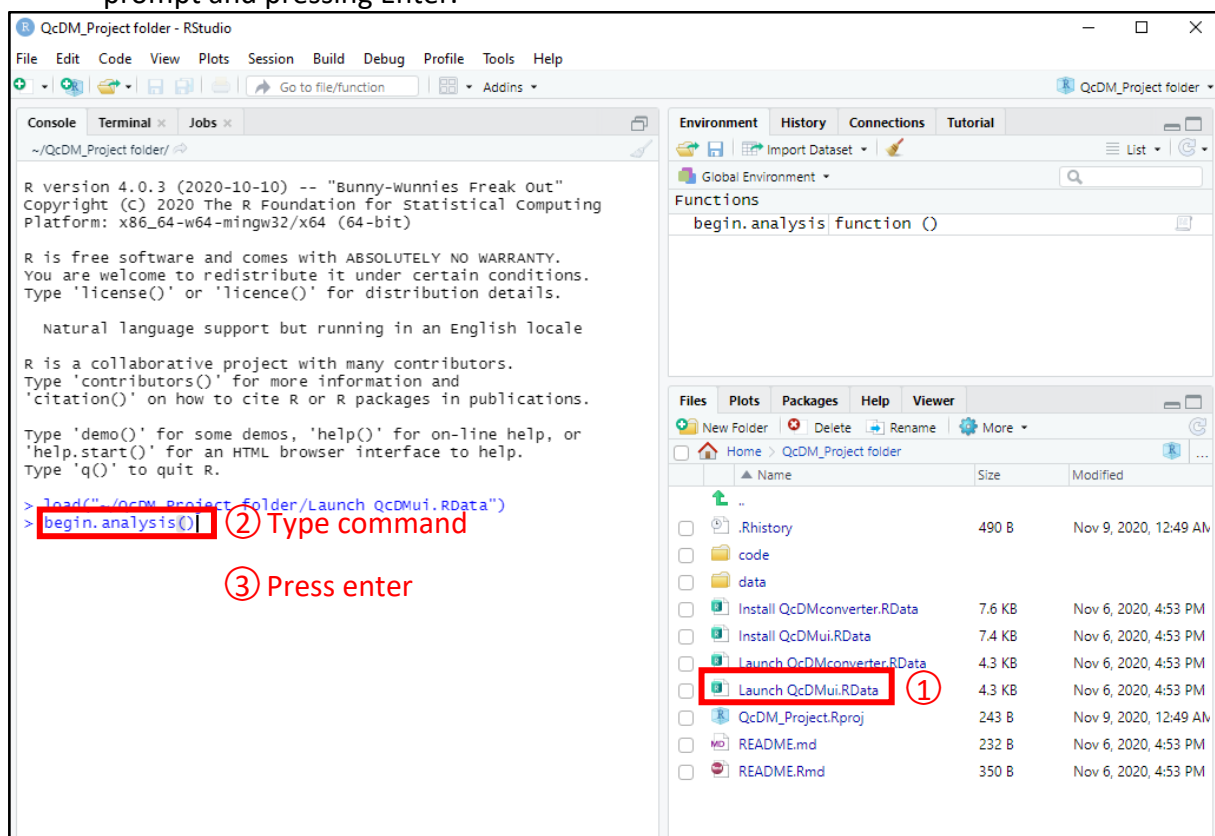 prompt and pressing Enter.
QcDM_Project folder - RStudio
File Edit Code View Plots Session Build Debug Profile Tools Help
Go to file/function Addins QcDM_Project folder
Console Terminal Jobs
~/QcDM_Project folder/
R version 4.0.3 (2020-10-10) -- "Bunny-Wunnies Freak Out"
Copyright (C) 2020 The R Foundation for Statistical Computing
Platform: x86_64-w64-mingw32/x64 (64-bit)
R is free software and comes with ABSOLUTELY NO WARRANTY.
You are welcome to redistribute it under certain conditions.
Type 'license()' or 'licence()' for distribution details.
Natural language support but running in an English locale
R is a collaborative project with many contributors.
Type 'contributors()' for more information and
'citation()' on how to cite R or R packages in publications.
Type 'demo()' for some demos, 'help()' for on-line help, or
'help.start()' for an HTML browser interface to help.
Type 'q()' to quit R.
> load("~/QcDM_Project folder/Launch QcDMui.RData")
> begin.analysis()
② Type command
③ Press enter
Environment History Connections Tutorial
Import Dataset List
Global Environment
Functions
begin.analysis function ()
Files Plots Packages Help Viewer
New Folder Delete Rename More
Home > QcDM_Project folder ...
Name Size Modified
..
.Rhistory 490 B Nov 9, 2020, 12:49 AM
code
data
Install QcDMconverter.RData 7.6 KB Nov 6, 2020, 4:53 PM
Install QcDMui.RData 7.4 KB Nov 6, 2020, 4:53 PM
Launch QcDMconverter.RData 4.3 KB Nov 6, 2020, 4:53 PM
Launch QcDMui.RData ① 4.3 KB Nov 6, 2020, 4:53 PM
QcDM_Project.Rproj 243 B Nov 9, 2020, 12:49 AM
README.md 232 B Nov 6, 2020, 4:53 PM
README.Rmd 350 B Nov 6, 2020, 4:53 PM